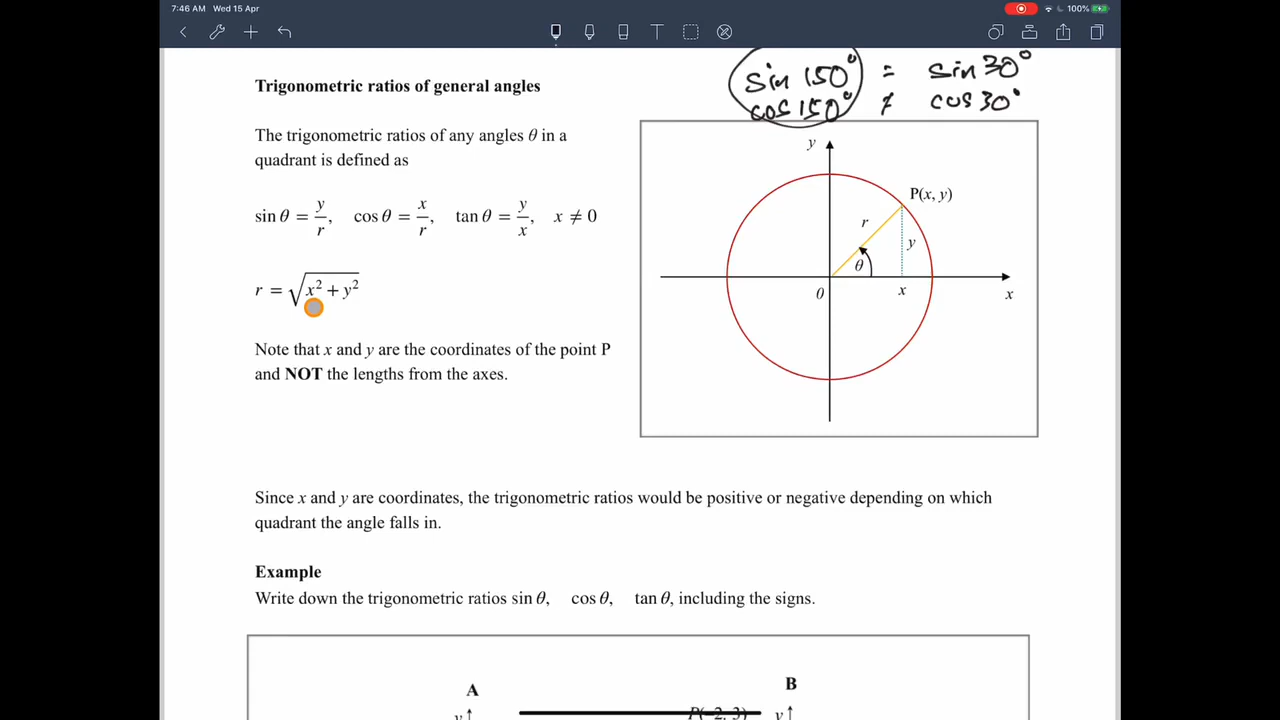 7:46 AM Wed 15 Apr
100%
sin 150° = sin 30°
cos 150° ≠ cos 30°
Trigonometric ratios of general angles
The trigonometric ratios of any angles θ in a
quadrant is defined as
sin θ = y/r, cos θ = x/r, tan θ = y/x, x ≠ 0
r = √(x² + y²)
Note that x and y are the coordinates of the point P
and NOT the lengths from the axes.
y
P(x, y)
r
y
θ
0
x
x
Since x and y are coordinates, the trigonometric ratios would be positive or negative depending on which
quadrant the angle falls in.
Example
Write down the trigonometric ratios sin θ, cos θ, tan θ, including the signs.
A
B
y
P(−2, 3)
y